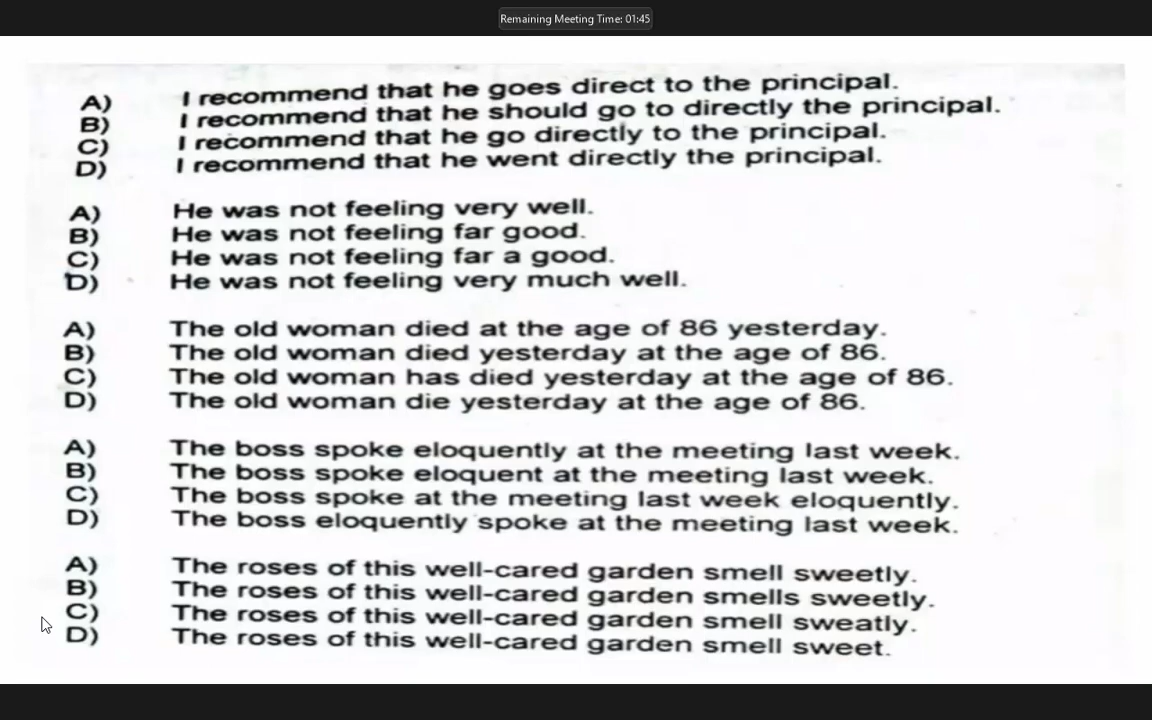 Remaining Meeting Time: 01:45
A) I recommend that he goes direct to the principal.
B) I recommend that he should go to directly the principal.
C) I recommend that he go directly to the principal.
D) I recommend that he went directly the principal.
A) He was not feeling very well.
B) He was not feeling far good.
C) He was not feeling far a good.
D) He was not feeling very much well.
A) The old woman died at the age of 86 yesterday.
B) The old woman died yesterday at the age of 86.
C) The old woman has died yesterday at the age of 86.
D) The old woman die yesterday at the age of 86.
A) The boss spoke eloquently at the meeting last week.
B) The boss spoke eloquent at the meeting last week.
C) The boss spoke at the meeting last week eloquently.
D) The boss eloquently spoke at the meeting last week.
A) The roses of this well-cared garden smell sweetly.
B) The roses of this well-cared garden smells sweetly.
C) The roses of this well-cared garden smell sweatly.
D) The roses of this well-cared garden smell sweet.